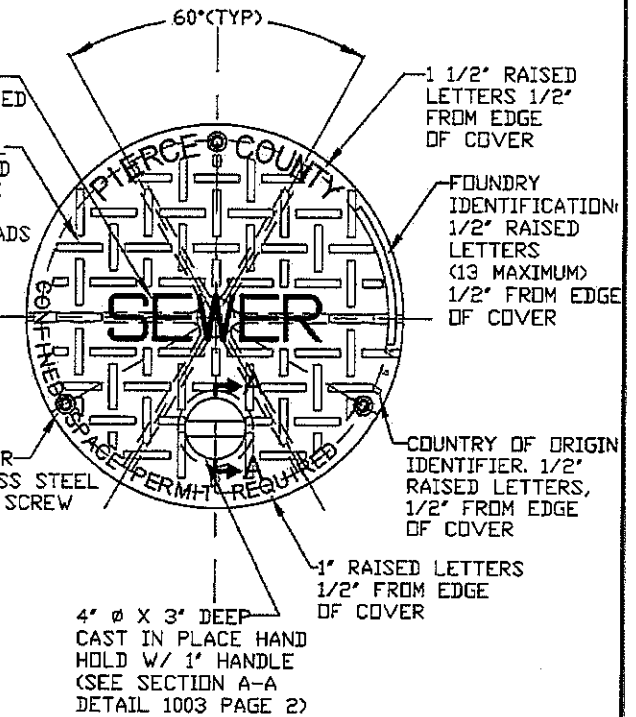 60"(TYP)
1 1/2" RAISED
LETTERS 1/2"
FROM EDGE
OF COVER
FOUNDRY
IDENTIFICATION
1/2" RAISED
LETTERS
(13 MAXIMUM)
1/2" FROM EDGE
OF COVER
PIERCE COUNTY
SEWER
CONFINED SPACE PERMIT REQUIRED
A
A
SS STEEL
SCREW
COUNTRY OF ORIGIN
IDENTIFIER. 1/2"
RAISED LETTERS,
1/2" FROM EDGE
OF COVER
1" RAISED LETTERS
1/2" FROM EDGE
OF COVER
4" Ø X 3" DEEP
CAST IN PLACE HAND
HOLD W/ 1" HANDLE
(SEE SECTION A-A
DETAIL 1003 PAGE 2)